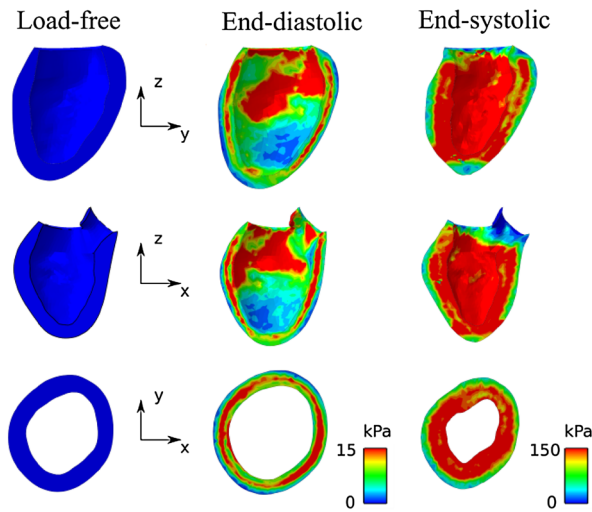 Load-free End-diastolic End-systolic
z
y
z
x
y
x
kPa
15
0
kPa
150
0